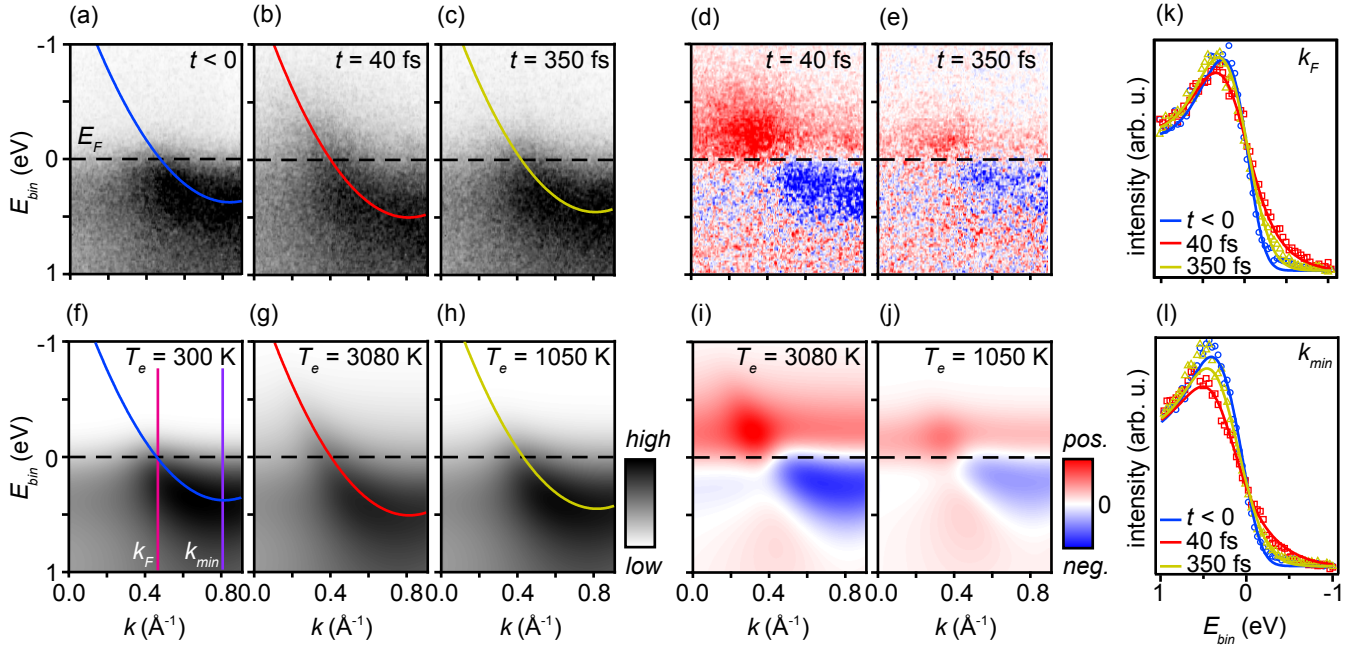 (a) (b) (c) (d) (e) (k)
-1
t < 0 t = 40 fs t = 350 fs t = 40 fs t = 350 fs k_F
E_F
0
E_bin (eV)
1
intensity (arb. u.)
t < 0
40 fs
350 fs
(f) (g) (h) (i) (j) (l)
-1
T_e = 300 K T_e = 3080 K T_e = 1050 K T_e = 3080 K T_e = 1050 K k_min
E_bin (eV)
0
high
low
pos.
0
neg.
k_F k_min
1
intensity (arb. u.)
t < 0
40 fs
350 fs
0.0 0.4 0.8 0.0 0.4 0.8 0.0 0.4 0.8 0.0 0.4 0.8 0.0 0.4 0.8 1 0 -1
k (Å⁻¹) k (Å⁻¹) k (Å⁻¹) k (Å⁻¹) k (Å⁻¹) E_bin (eV)